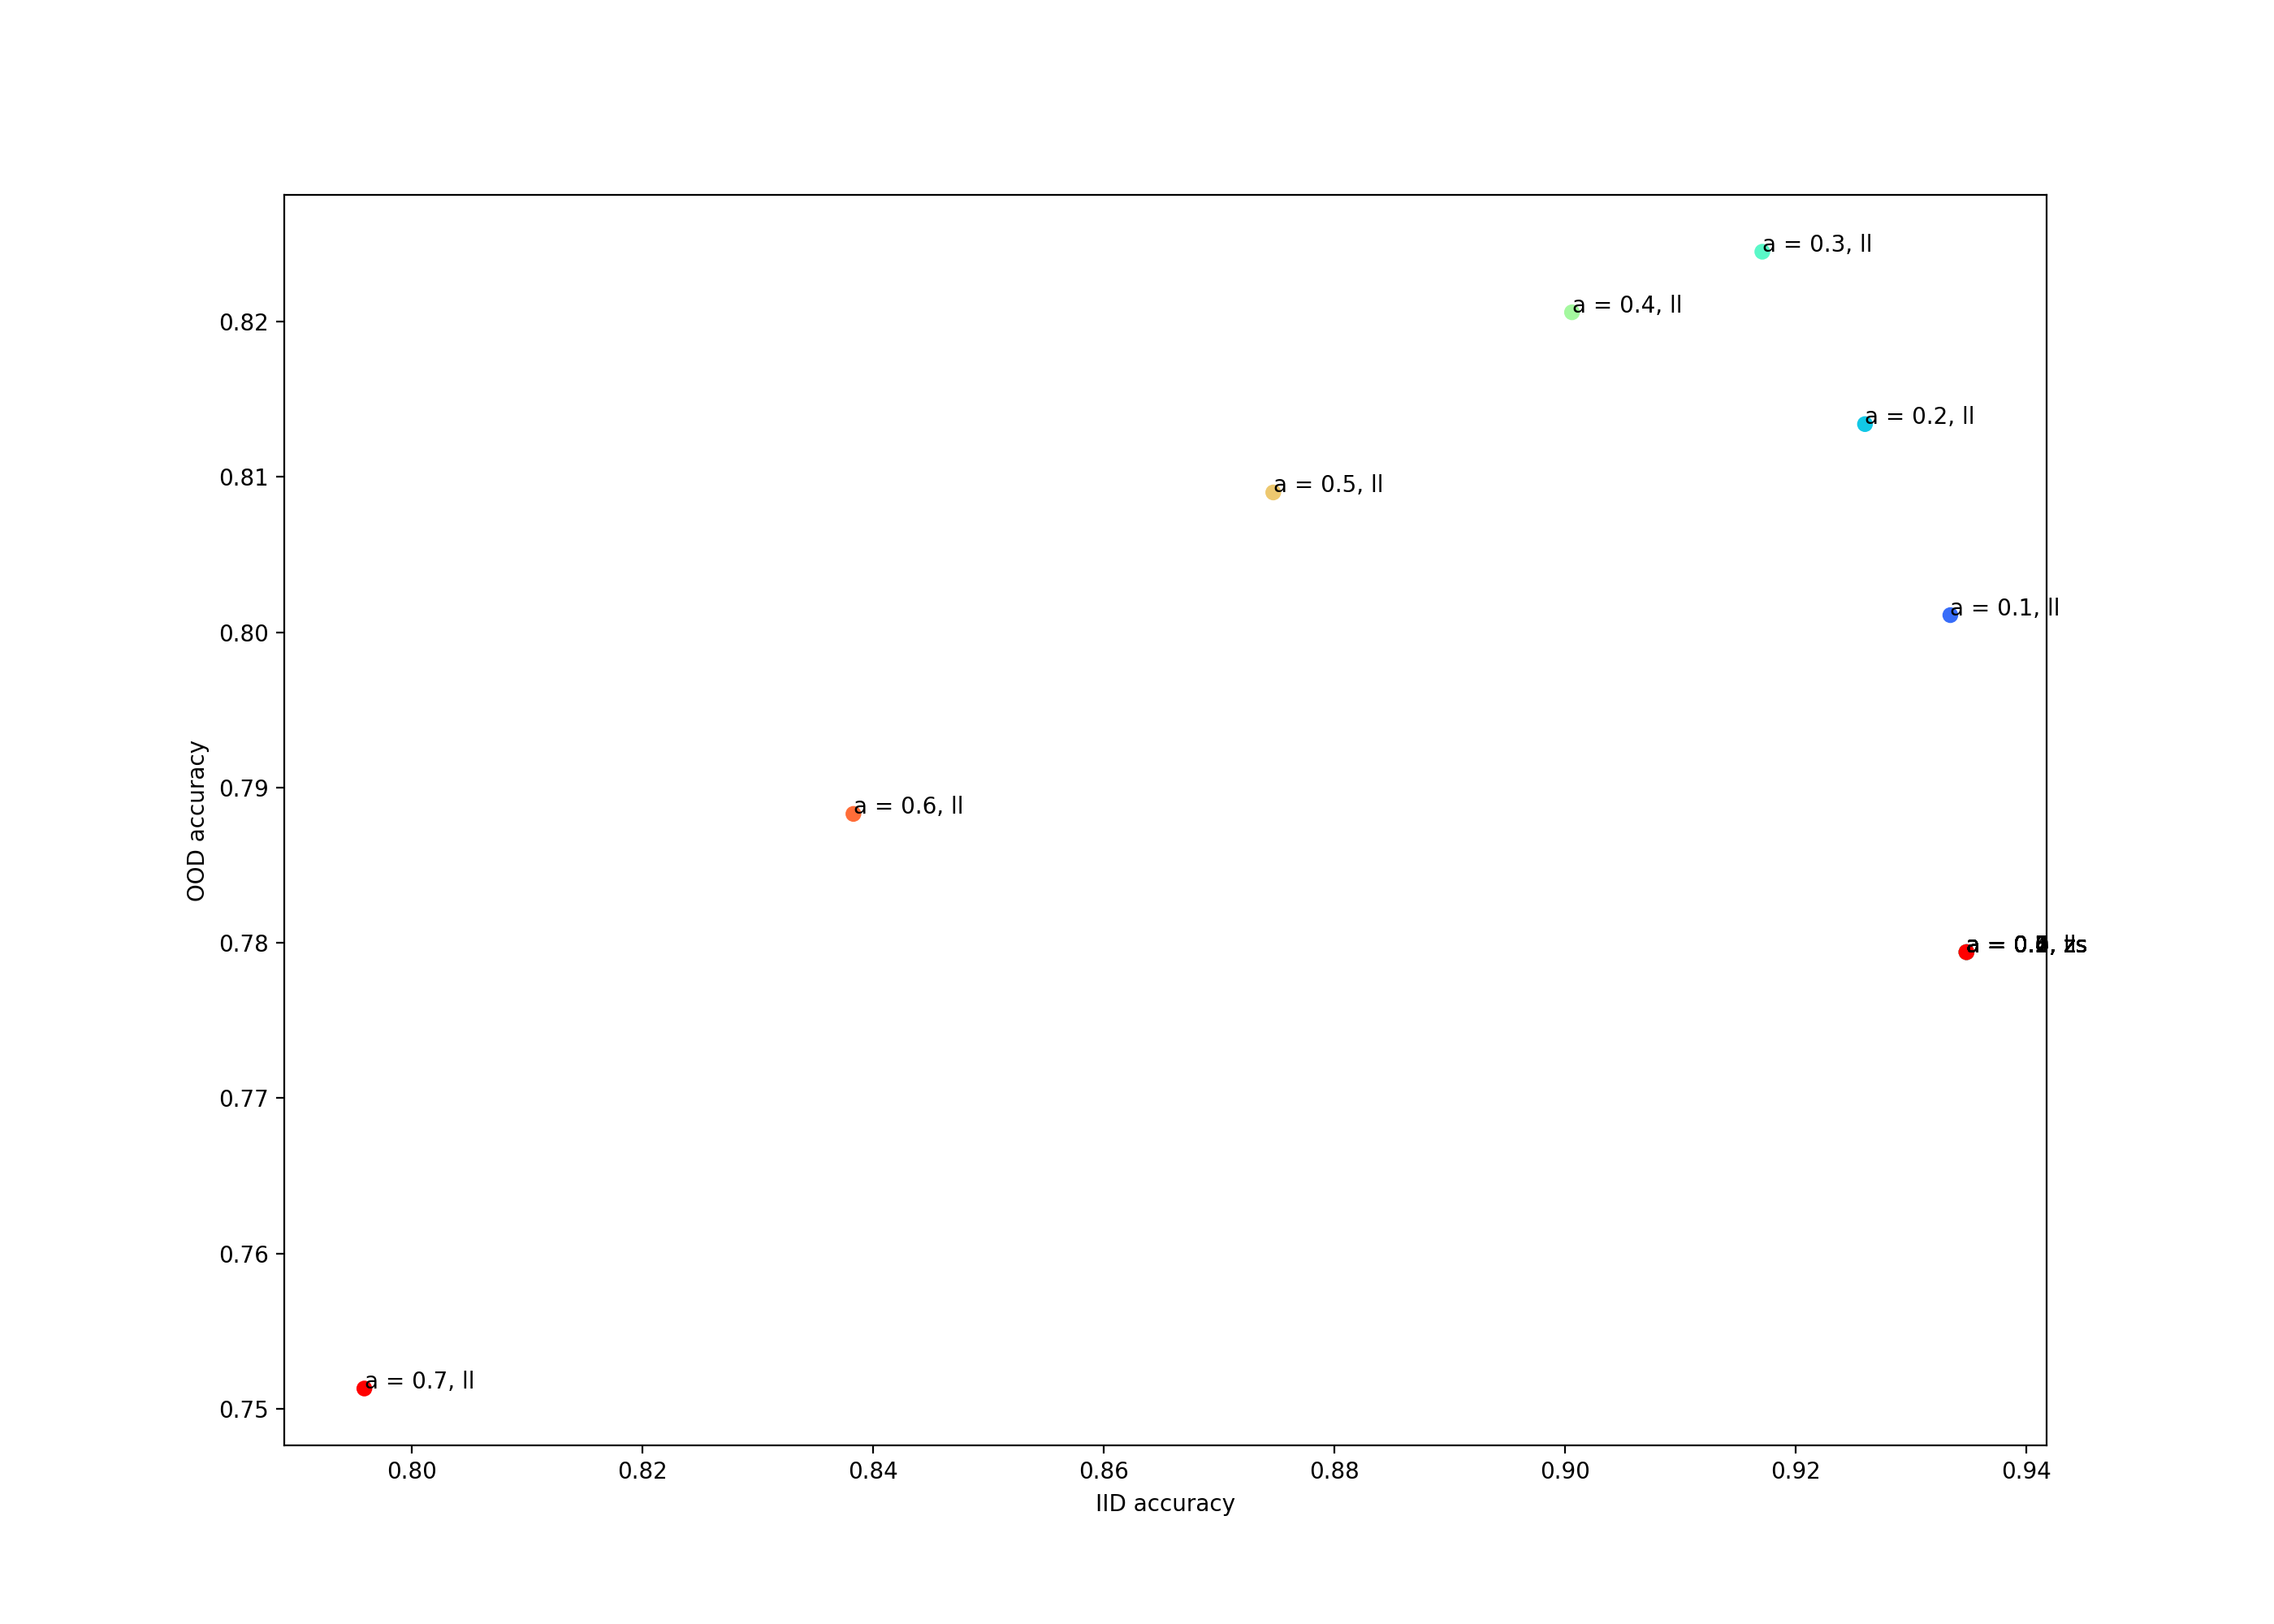 a = 0.3, ll
0.82
a = 0.4, ll
a = 0.2, ll
0.81
a = 0.5, ll
0.80
a = 0.1, ll
OOD accuracy
0.79
a = 0.6, ll
0.78
a = 0
0.77
0.76
0.75
a = 0.7, ll
0.80
0.82
0.84
0.86
0.88
0.90
0.92
0.94
IID accuracy